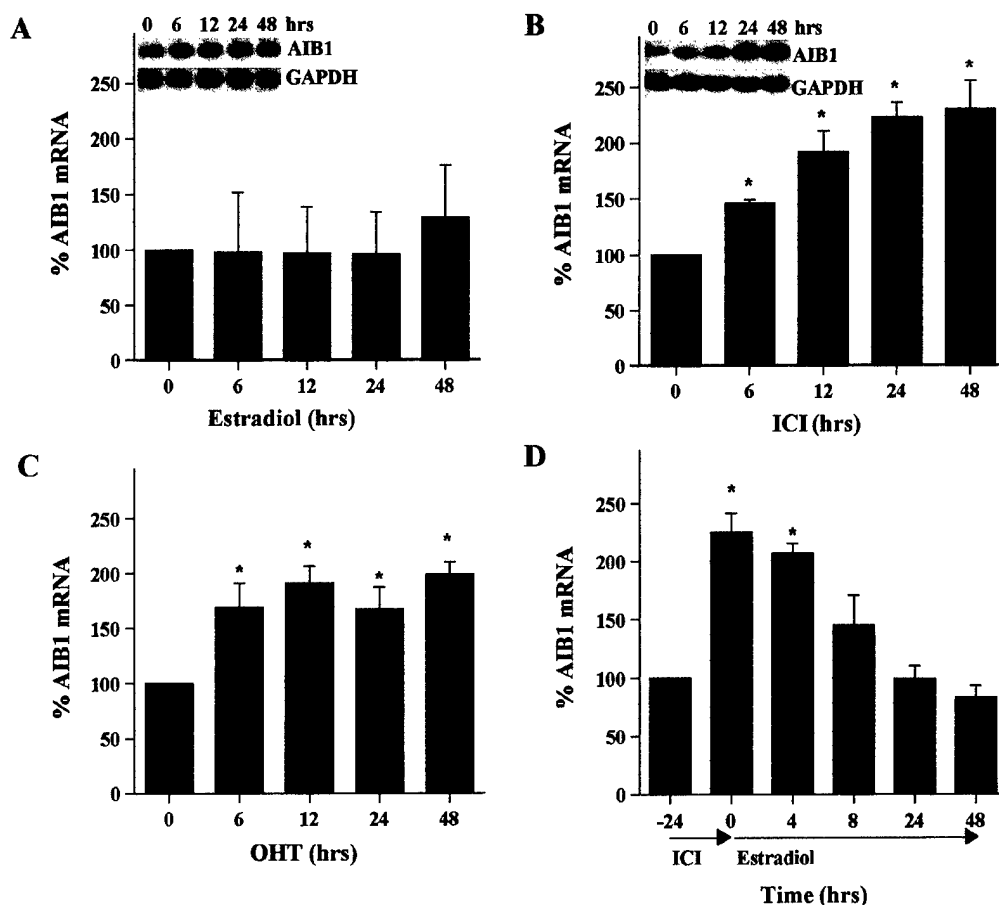 A
0 6 12 24 48 hrs
AIB1
GAPDH
250
200
150
100
50
0
% AIB1 mRNA
0 6 12 24 48
Estradiol (hrs)
B
0 6 12 24 48 hrs
AIB1
GAPDH
* * * *
250
200
150
100
50
0
% AIB1 mRNA
0 6 12 24 48
ICI (hrs)
C
* * * *
250
200
150
100
50
0
% AIB1 mRNA
0 6 12 24 48
OHT (hrs)
D
* *
250
200
150
100
50
0
% AIB1 mRNA
-24 0 4 8 24 48
ICI Estradiol
Time (hrs)